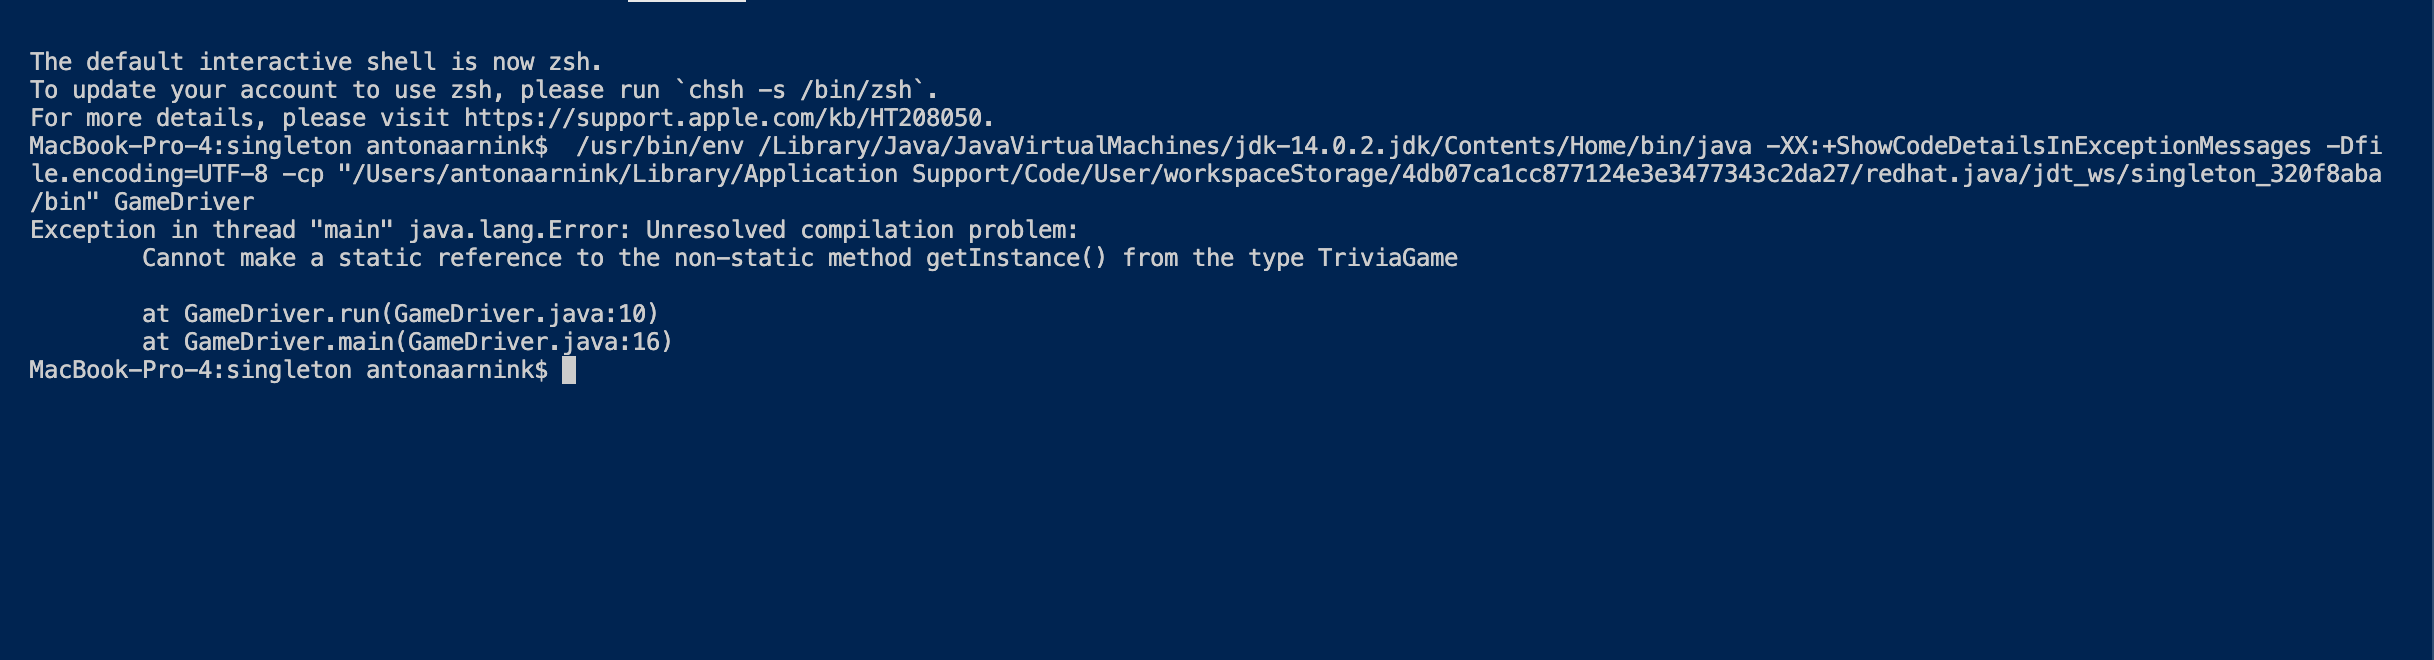 The default interactive shell is now zsh.
To update your account to use zsh, please run `chsh -s /bin/zsh`.
For more details, please visit https://support.apple.com/kb/HT208050.
MacBook-Pro-4:singleton antonaarnink$  /usr/bin/env /Library/Java/JavaVirtualMachines/jdk-14.0.2.jdk/Contents/Home/bin/java -XX:+ShowCodeDetailsInExceptionMessages -Dfi
le.encoding=UTF-8 -cp "/Users/antonaarnink/Library/Application Support/Code/User/workspaceStorage/4db07ca1cc877124e3e3477343c2da27/redhat.java/jdt_ws/singleton_320f8aba
/bin" GameDriver
Exception in thread "main" java.lang.Error: Unresolved compilation problem:
        Cannot make a static reference to the non-static method getInstance() from the type TriviaGame

        at GameDriver.run(GameDriver.java:10)
        at GameDriver.main(GameDriver.java:16)
MacBook-Pro-4:singleton antonaarnink$